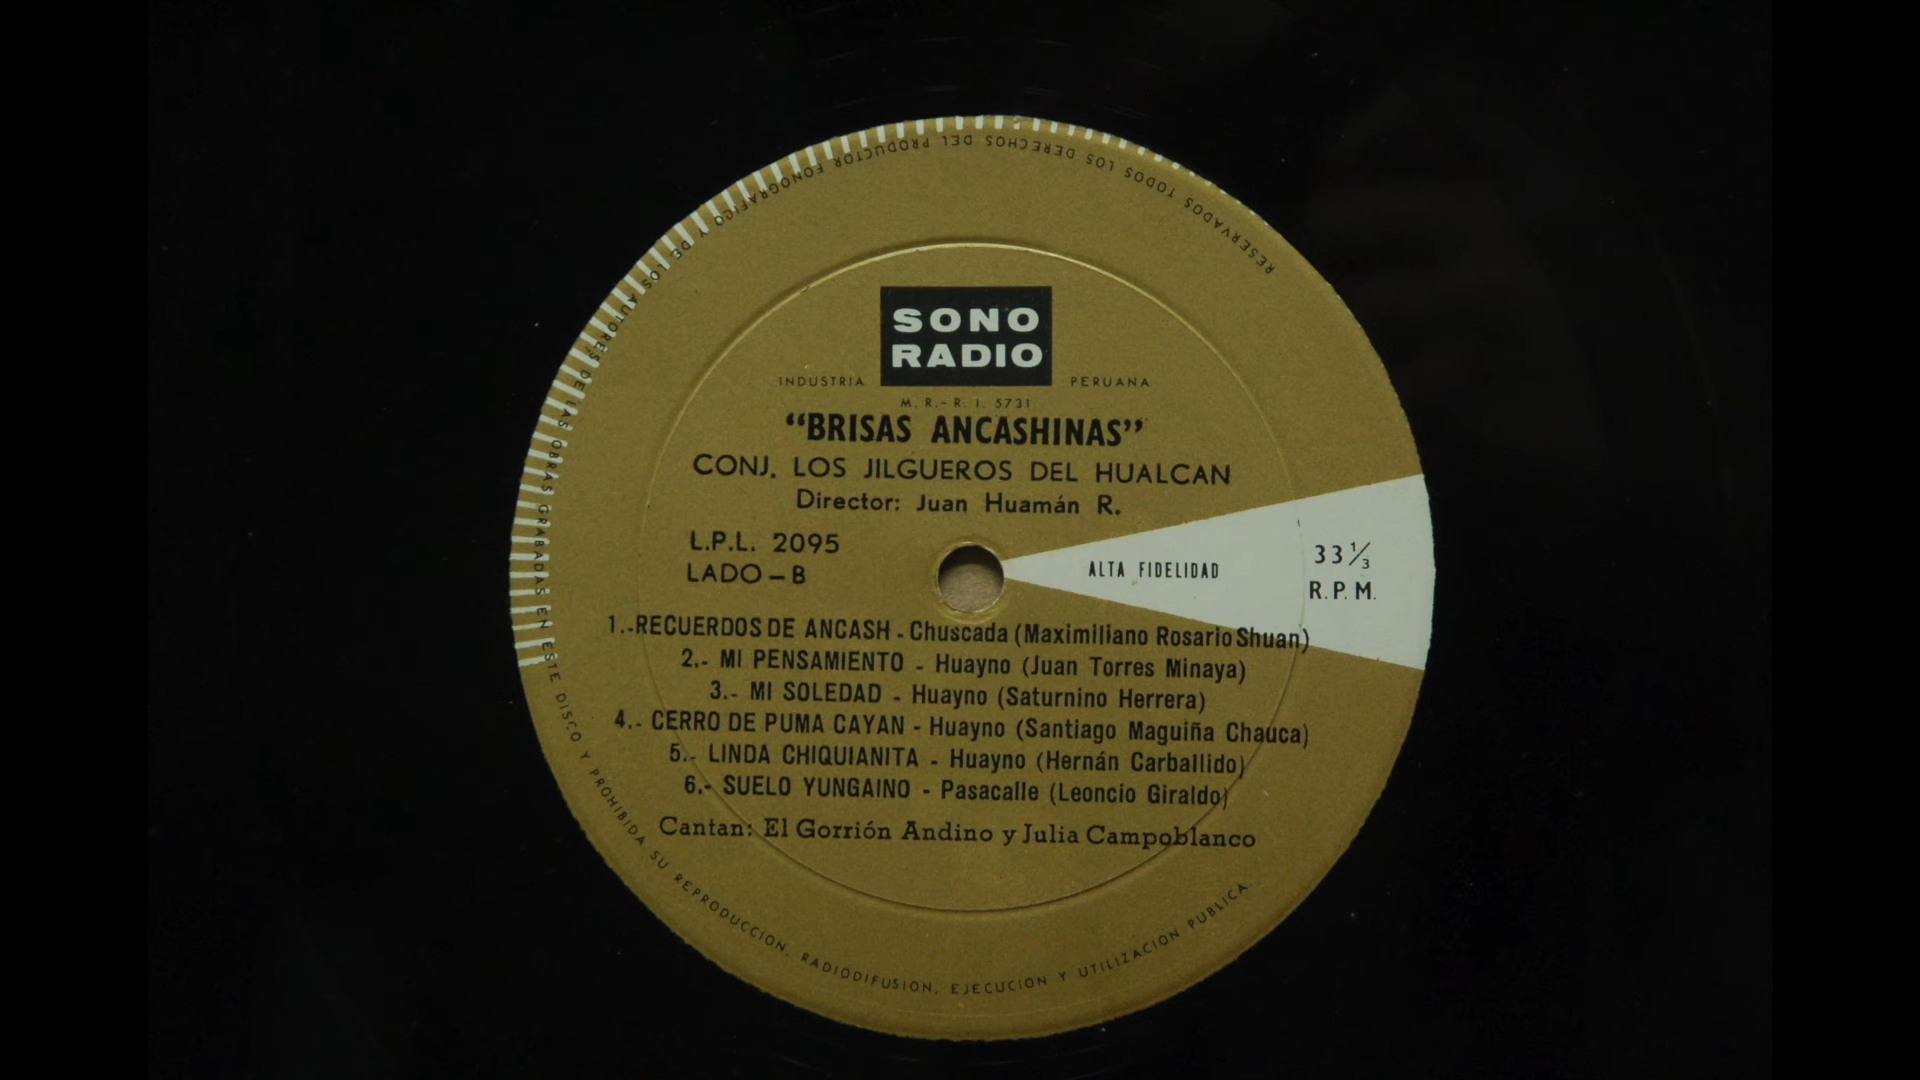 RESERVADOS TODOS LOS DERECHOS DEL PRODUCTOR FONOGRAFICO Y DE LOS AUTORES DE LAS OBRAS GRABADAS EN ESTE DISCO Y PROHIBIDA SU REPRODUCCION, RADIODIFUSION, EJECUCION Y UTILIZACION PUBLICA.
SONO
RADIO
INDUSTRIA PERUANA
M. R.- R. I. 5731
“BRISAS ANCASHINAS”
CONJ. LOS JILGUEROS DEL HUALCAN
Director: Juan Huamán R.
L.P.L. 2095
LADO - B
ALTA FIDELIDAD
33⅓
R.P.M.
1.-RECUERDOS DE ANCASH - Chuscada (Maximiliano Rosario Shuan)
2.- MI PENSAMIENTO - Huayno (Juan Torres Minaya)
3.- MI SOLEDAD - Huayno (Saturnino Herrera)
4.- CERRO DE PUMA CAYAN - Huayno (Santiago Maguiña Chauca)
5.- LINDA CHIQUIANITA - Huayno (Hernán Carballido)
6.- SUELO YUNGAINO - Pasacalle (Leoncio Giraldo)
Cantan: El Gorrión Andino y Julia Campoblanco